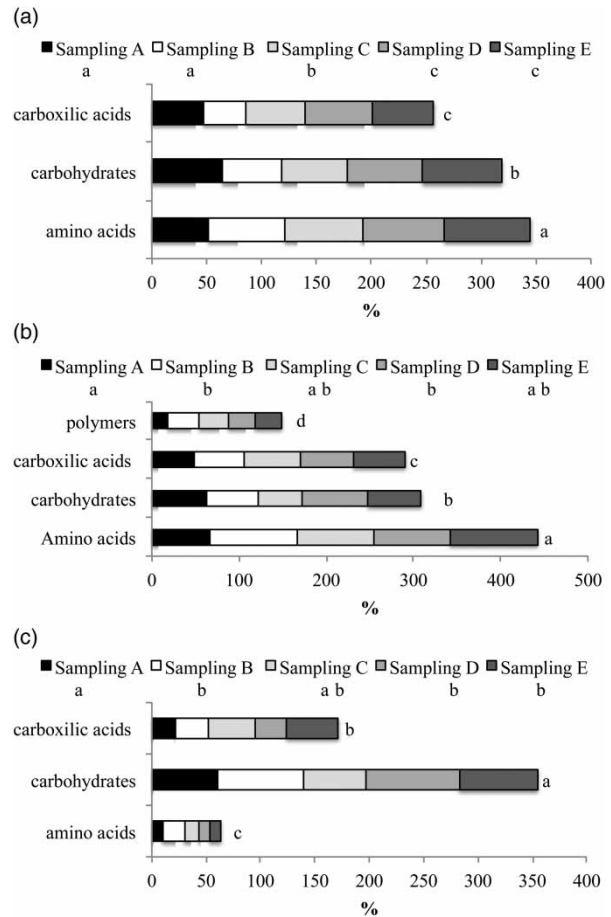 (a)
Sampling A Sampling B Sampling C Sampling D Sampling E
a a b c c
carboxilic acids c
carbohydrates b
amino acids a
0 50 100 150 200 250 300 350 400
%
(b)
Sampling A Sampling B Sampling C Sampling D Sampling E
a b a b b a b
polymers d
carboxilic acids c
carbohydrates b
Amino acids a
0 100 200 300 400 500
%
(c)
Sampling A Sampling B Sampling C Sampling D Sampling E
a b a b b b
carboxilic acids b
carbohydrates a
amino acids c
0 50 100 150 200 250 300 350 400
%